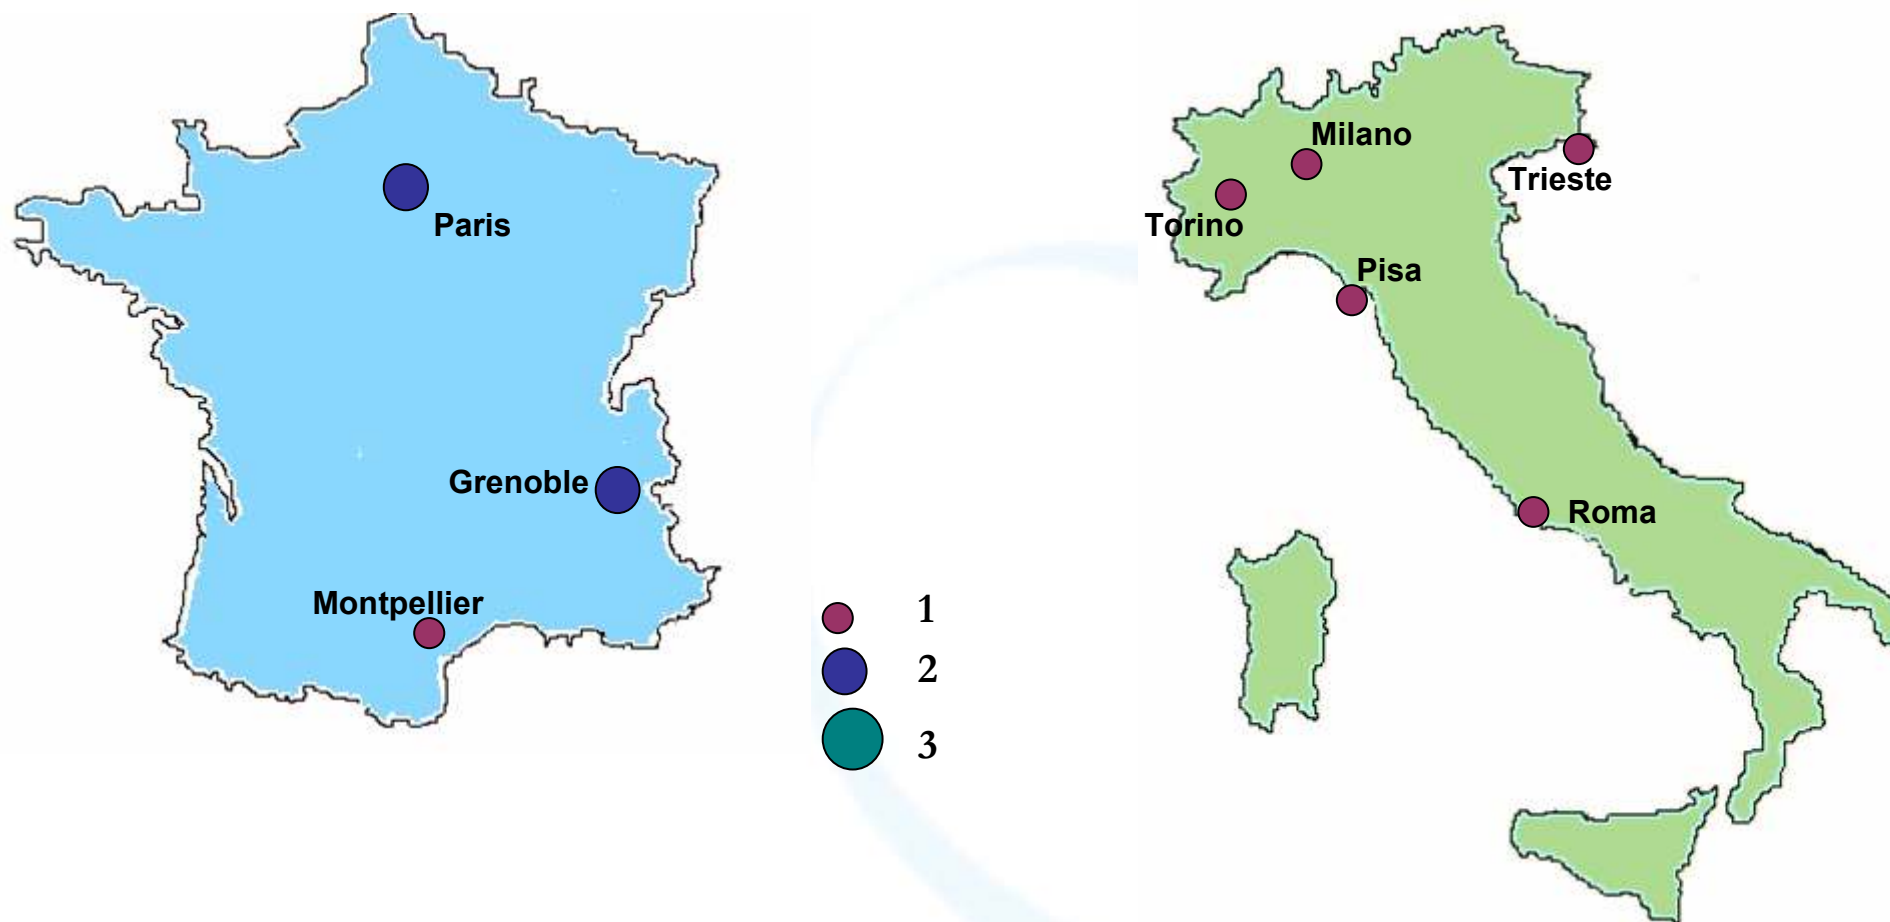 Paris
Grenoble
Montpellier
1
2
3
Milano
Trieste
Torino
Pisa
Roma